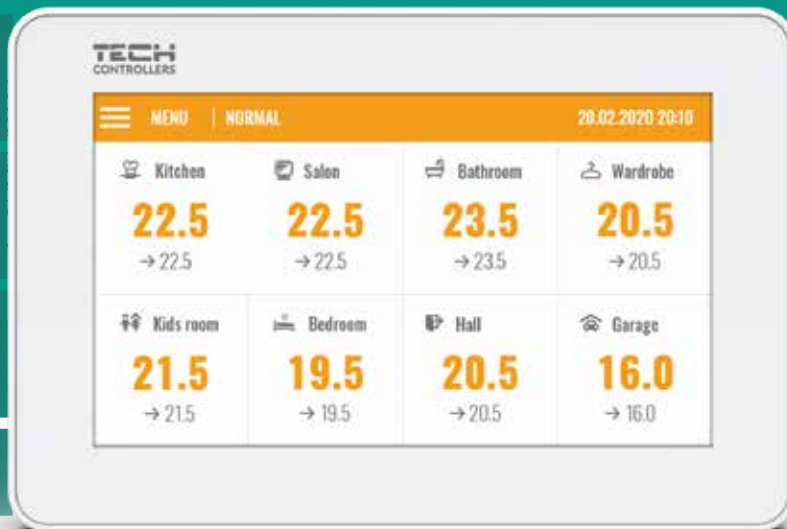 TECH
CONTROLLERS
MENU | NORMAL 20.02.2020 20:10
Kitchen Salon Bathroom Wardrobe
22.5 22.5 23.5 20.5
→ 22.5 → 22.5 → 23.5 → 20.5
Kids room Bedroom Hall Garage
21.5 19.5 20.5 16.0
→ 21.5 → 19.5 → 20.5 → 16.0